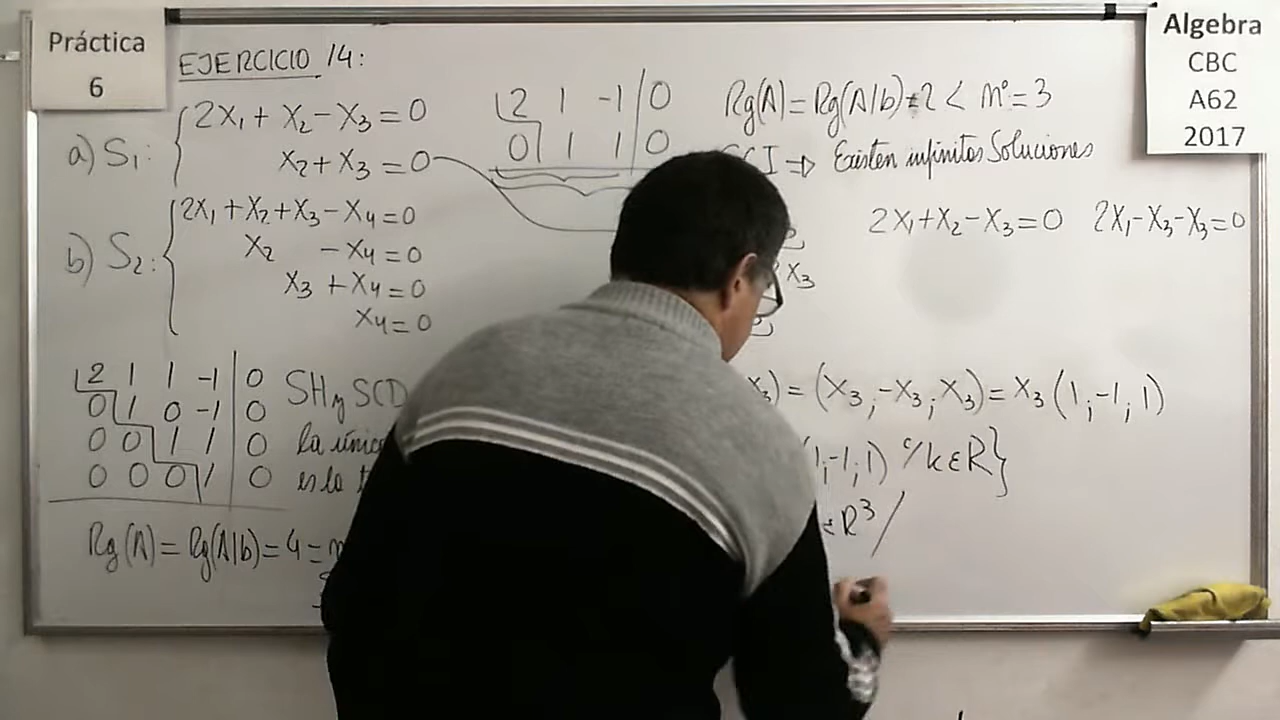 Práctica
6
EJERCICIO 14:
Algebra
CBC
A62
2017
a) S₁: { 2X₁ + X₂ - X₃ = 0
X₂ + X₃ = 0
b) S₂: { 2X₁ + X₂ + X₃ - X₄ = 0
X₂ - X₄ = 0
X₃ + X₄ = 0
X₄ = 0
2 1 1 -1 | 0
0 1 0 -1 | 0
0 0 1 1 | 0
0 0 0 1 | 0
SH y SCD
la única
es la
Rg(A) = Rg(A|b) = 4 =
2 1 -1 | 0
0 1 1 | 0
Rg(A) = Rg(A|b) = 2 < nº = 3
⇒ Existen infinitas Soluciones
2X₁ + X₂ - X₃ = 0 2X₁ - X₃ - X₃ = 0
X₃
X₃) = (X₃; -X₃; X₃) = X₃ (1; -1; 1)
(1; -1; 1) c/k ∈ R}
∈ R³ /